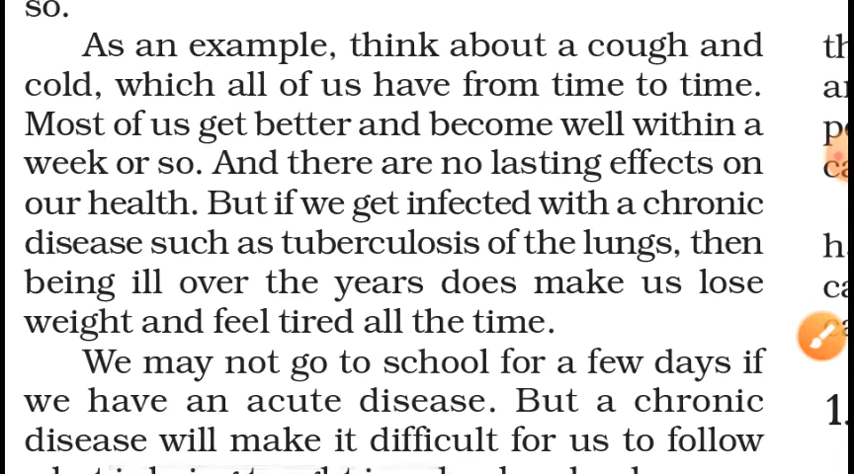 so.
As an example, think about a cough and
cold, which all of us have from time to time.
Most of us get better and become well within a
week or so. And there are no lasting effects on
our health. But if we get infected with a chronic
disease such as tuberculosis of the lungs, then
being ill over the years does make us lose
weight and feel tired all the time.
We may not go to school for a few days if
we have an acute disease. But a chronic
disease will make it difficult for us to follow
1.